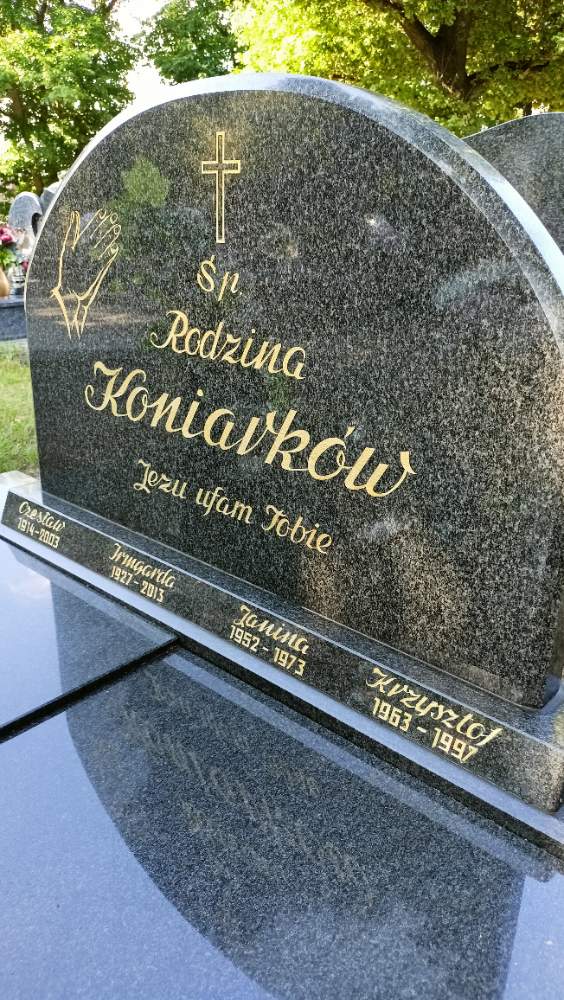 Śp.
Rodzina
Koniarków
Jezu ufam Tobie
Czesław
1914-2003
Irmgarda
1927-2013
Janina
1952-1973
Krzysztof
1963-1997